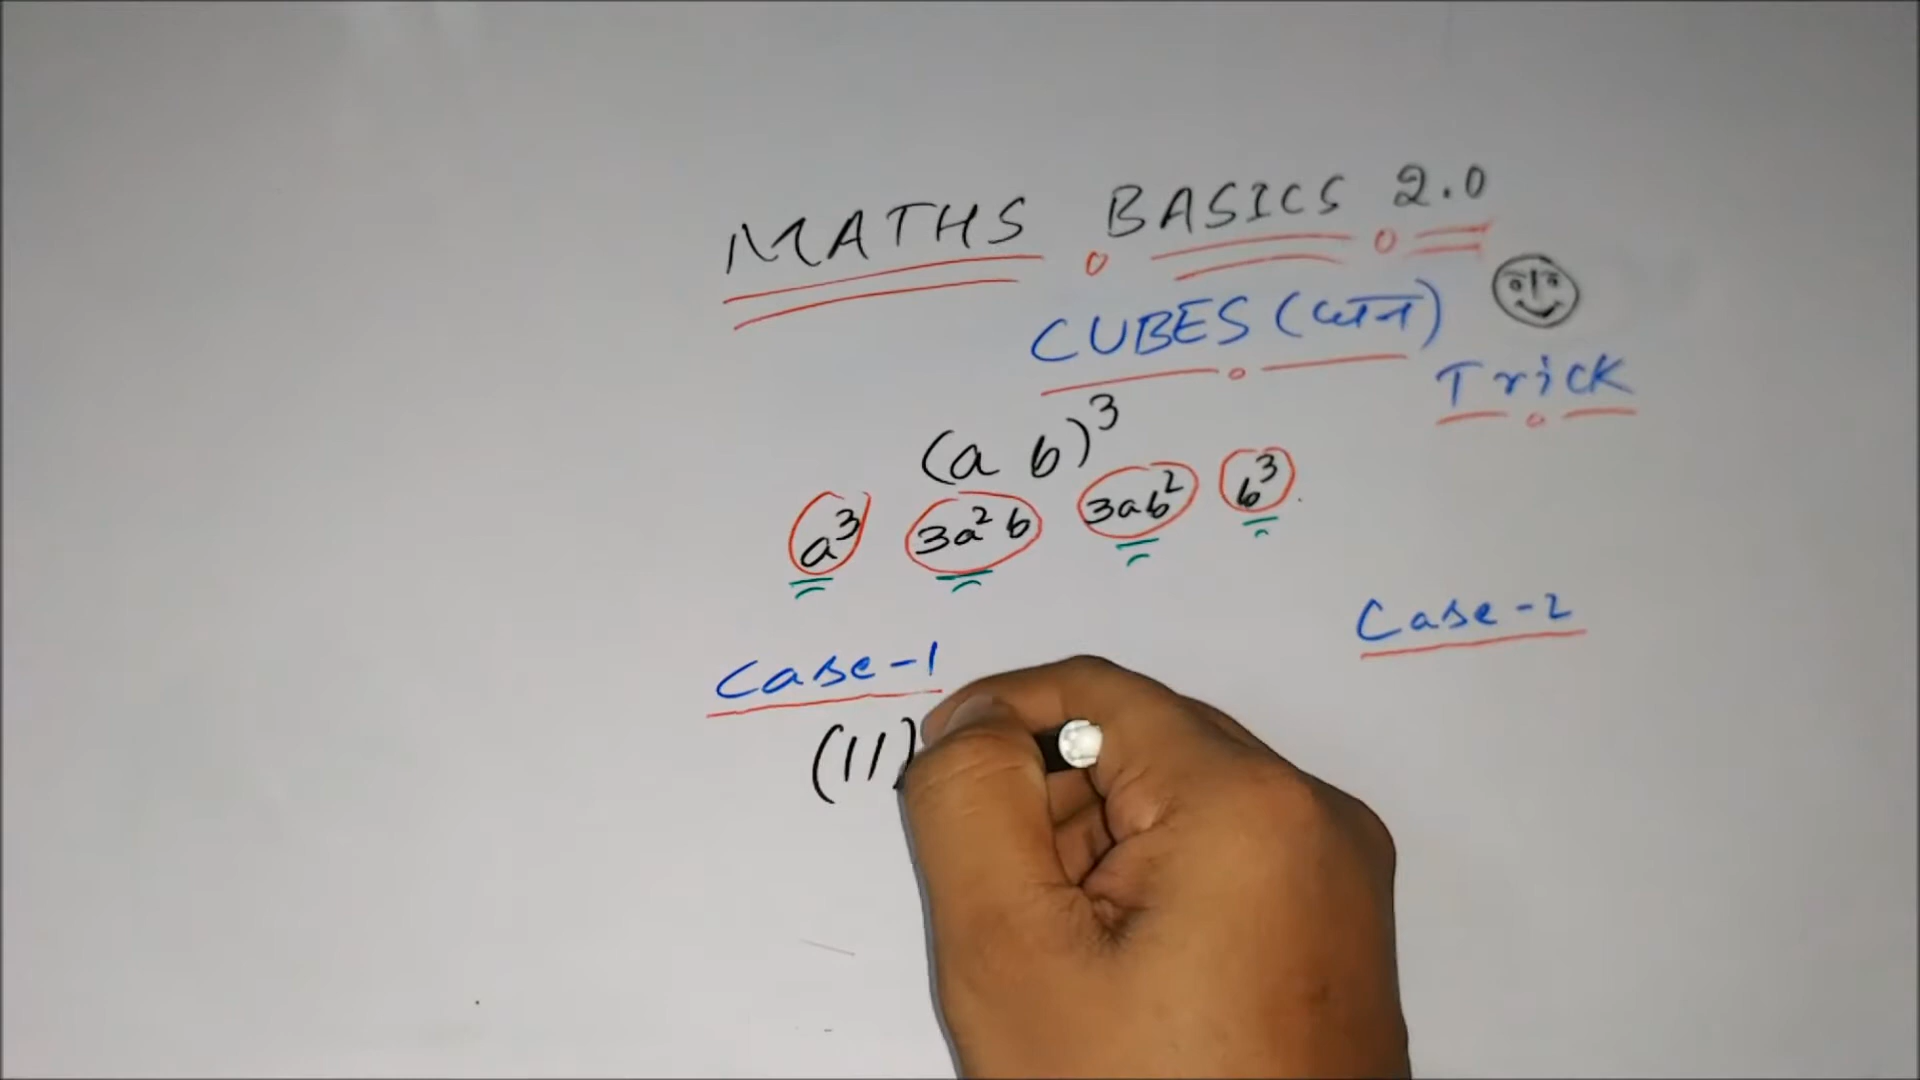 MATHS BASICS 2.0
CUBES (घन)
Trick
(a b)³
a³ 3a²b 3ab² b³
Case-1
Case-2
(11)